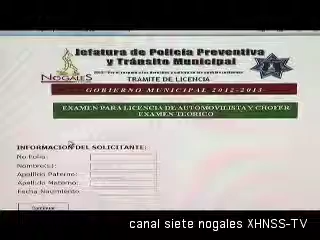 Jefatura de Policía Preventiva
y Tránsito Municipal
NOGALES
TRAMITE DE LICENCIA
GOBIERNO MUNICIPAL 2012-2015
EXAMEN PARA LICENCIA DE AUTOMOVILISTA Y CHOFER
EXAMEN TEORICO
INFORMACION DEL SOLICITANTE:
No Folio:
Nombre(s):
Apellido Paterno:
Apellido Materno:
Fecha Nacimiento
Continuar
canal siete nogales XHNSS-TV